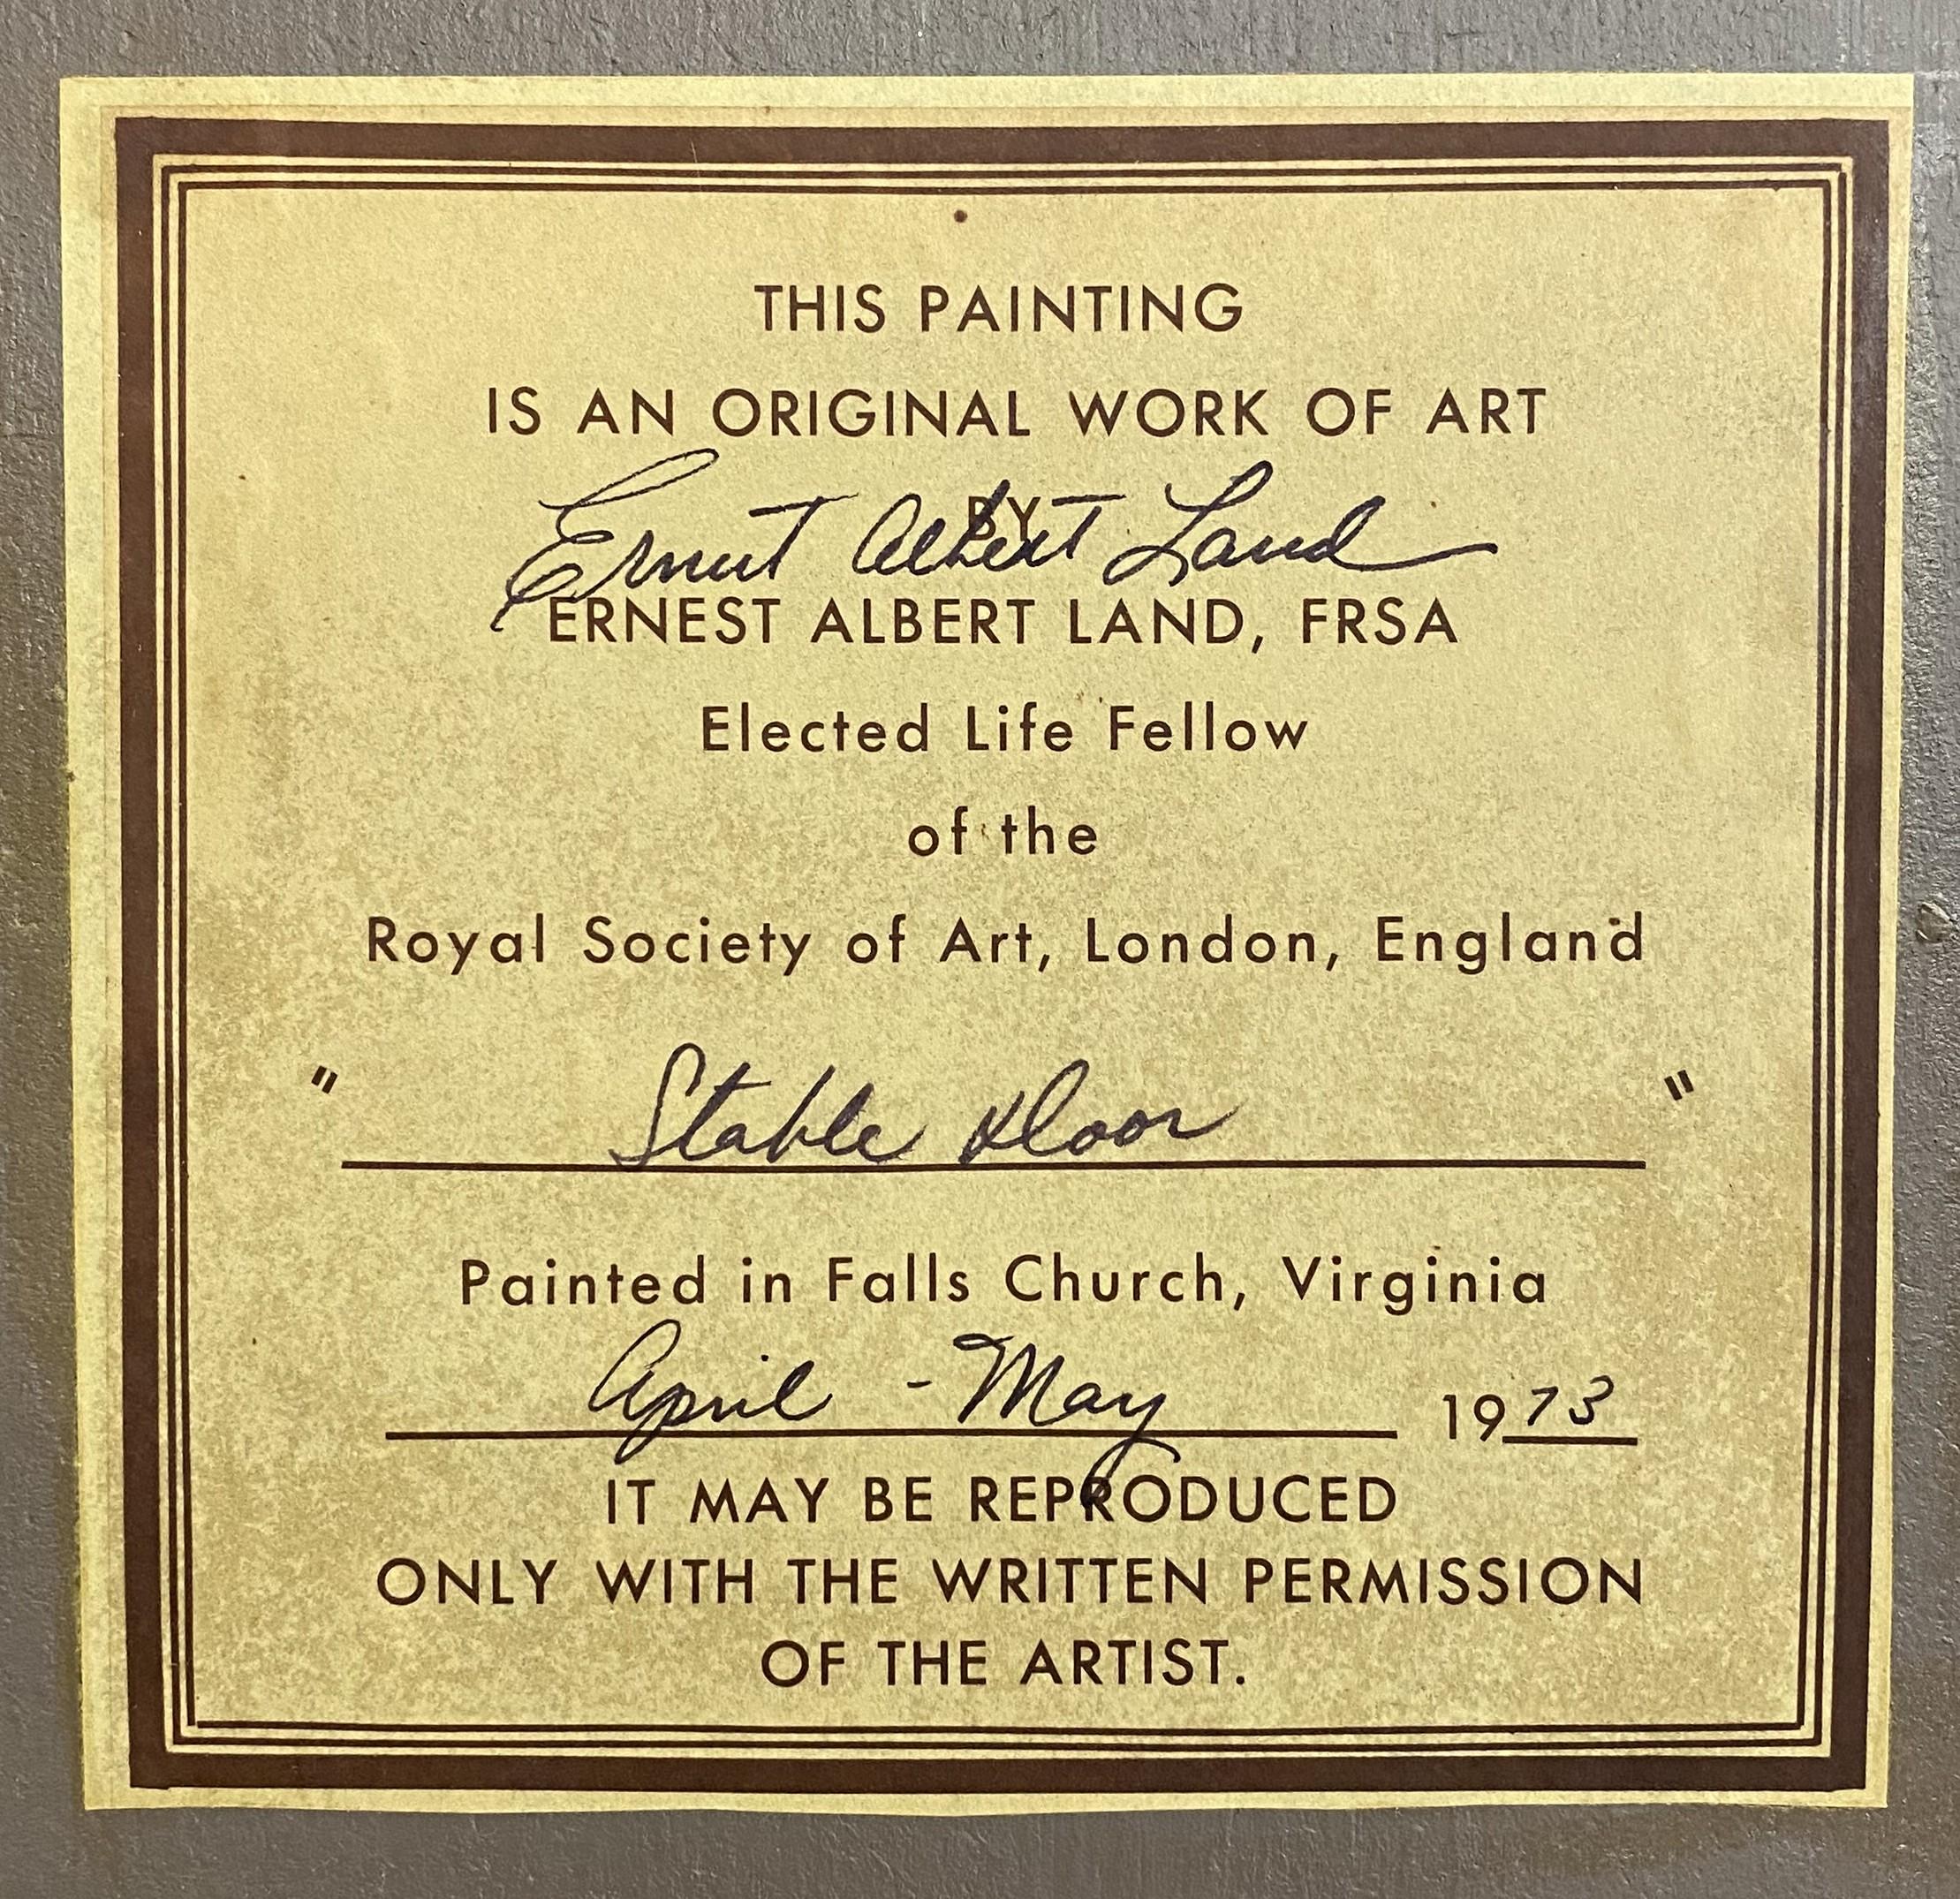 THIS PAINTING
IS AN ORIGINAL WORK OF ART
BY
Ernest Albert Land
ERNEST ALBERT LAND, FRSA
Elected Life Fellow
of the
Royal Society of Art, London, England
" Stable Door "
Painted in Falls Church, Virginia
April - May 1973
IT MAY BE REPRODUCED
ONLY WITH THE WRITTEN PERMISSION
OF THE ARTIST.